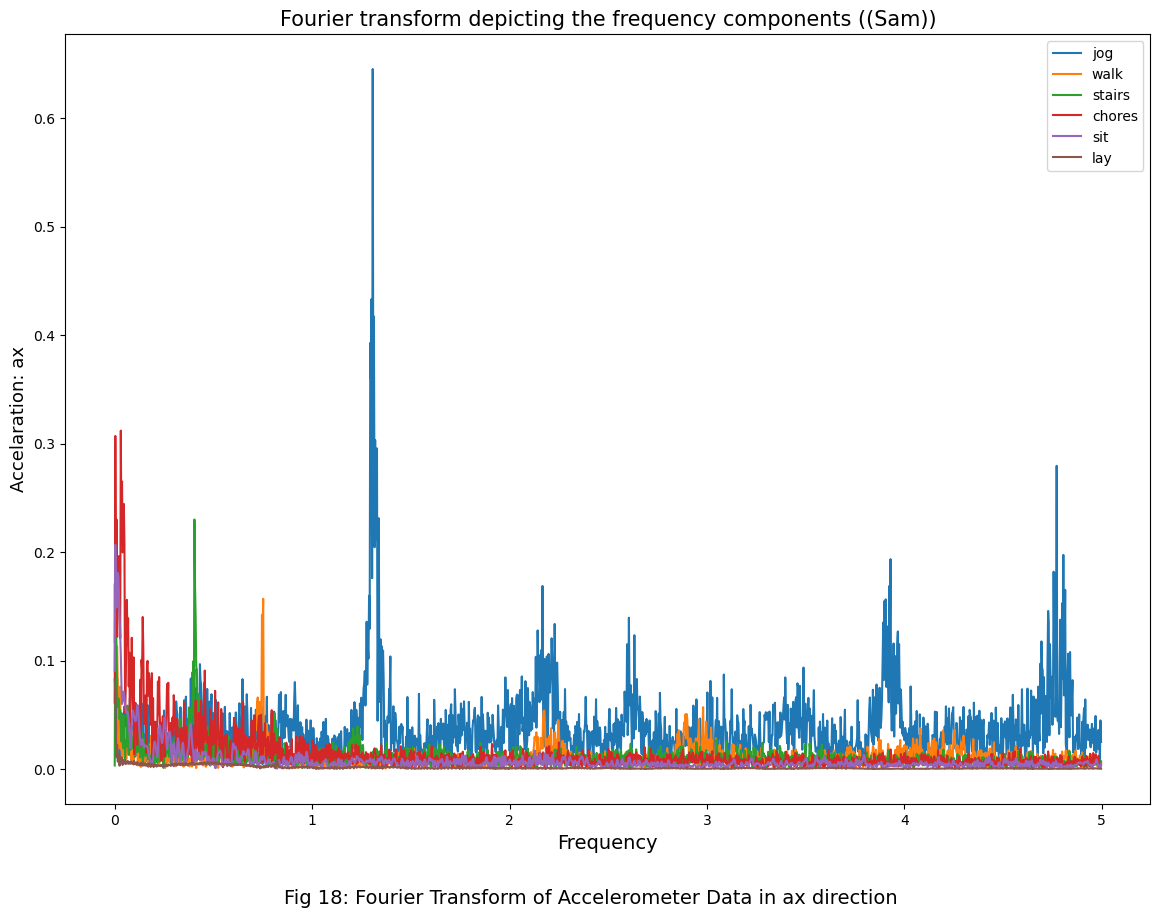 Fourier transform depicting the frequency components ((Sam))
jog
walk
stairs
chores
sit
lay
Accelaration: ax
0.6
0.5
0.4
0.3
0.2
0.1
0.0
0 1 2 3 4 5
Frequency
Fig 18: Fourier Transform of Accelerometer Data in ax direction